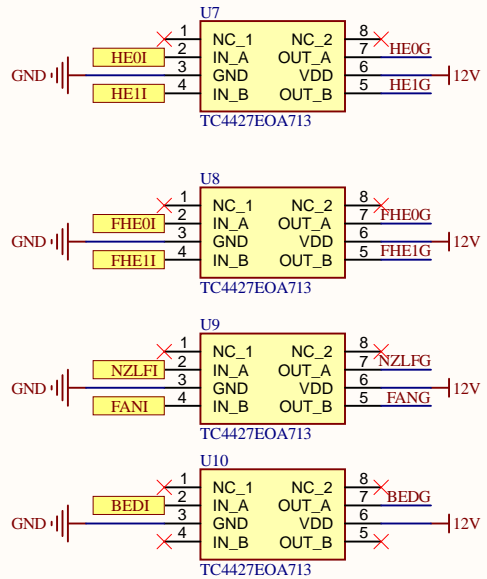 U7
1 NC_1 NC_2 8
HE0I 2 IN_A OUT_A 7 HE0G
GND 3 GND VDD 6 12V
HE1I 4 IN_B OUT_B 5 HE1G
TC4427EOA713
U8
1 NC_1 NC_2 8
FHE0I 2 IN_A OUT_A 7 FHE0G
GND 3 GND VDD 6 12V
FHE1I 4 IN_B OUT_B 5 FHE1G
TC4427EOA713
U9
1 NC_1 NC_2 8
NZLFI 2 IN_A OUT_A 7 NZLFG
GND 3 GND VDD 6 12V
FANI 4 IN_B OUT_B 5 FANG
TC4427EOA713
U10
1 NC_1 NC_2 8
BEDI 2 IN_A OUT_A 7 BEDG
GND 3 GND VDD 6 12V
4 IN_B OUT_B 5
TC4427EOA713